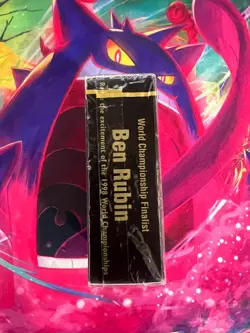 World Championship Finalist
Ben Rubin
the excitement of the 1998 World Championships